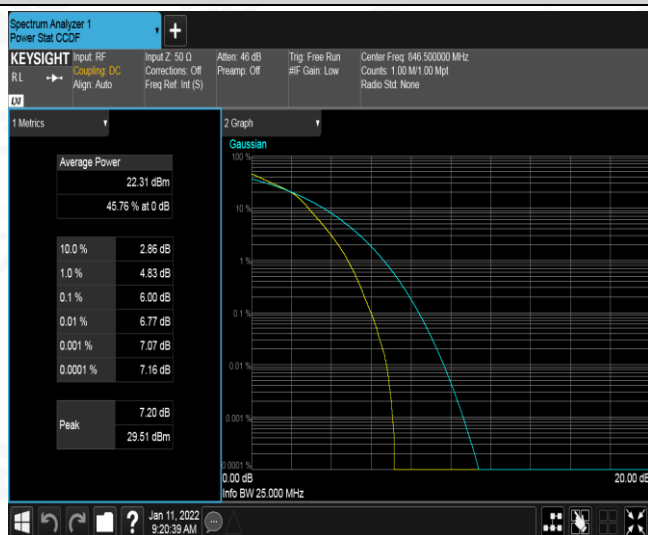 Spectrum Analyzer 1
Power Stat CCDF
+
KEYSIGHT
Input: RF
Input Z: 50 Ω
Atten: 46 dB
Trig: Free Run
Center Freq: 846.500000 MHz
RL
Coupling: DC
Corrections: Off
Preamp: Off
#IF Gain: Low
Counts: 1.00 M/1.00 Mpt
Align: Auto
Freq Ref: Int (S)
Radio Std: None
LXI
1 Metrics
2 Graph
Gaussian
Average Power
22.31 dBm
45.76 % at 0 dB
10.0 % 2.86 dB
1.0 % 4.83 dB
0.1 % 6.00 dB
0.01 % 6.77 dB
0.001 % 7.07 dB
0.0001 % 7.16 dB
Peak
7.20 dB
29.51 dBm
100 %
10 %
1 %
0.1 %
0.01 %
0.001 %
0.0001 %
0.00 dB
20.00 dB
Info BW 25.000 MHz
?
Jan 11, 2022
9:20:39 AM